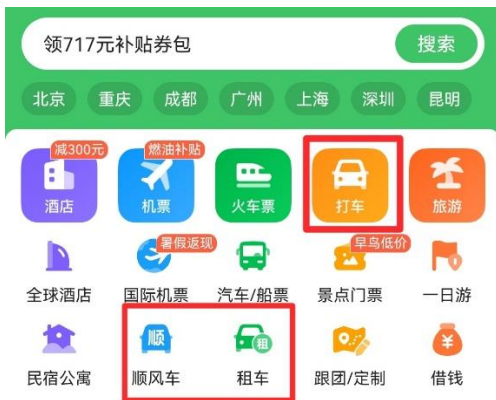 领717元补贴券包 搜索
北京 重庆 成都 广州 上海 深圳 昆明
减300元 燃油补贴
酒店 机票 火车票 打车 旅游
暑假返现 早鸟低价
全球酒店 国际机票 汽车/船票 景点门票 一日游
顺 租 ¥
民宿公寓 顺风车 租车 跟团/定制 借钱